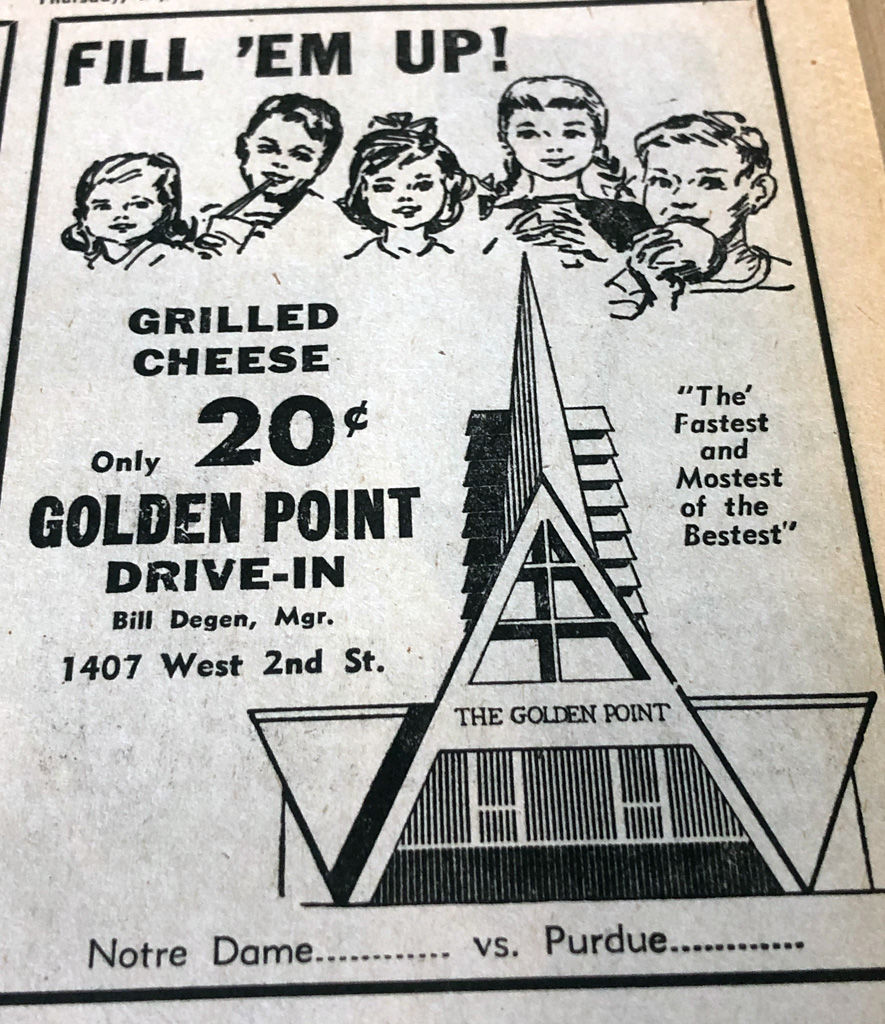 FILL 'EM UP!
GRILLED
CHEESE
Only 20¢
GOLDEN POINT
DRIVE-IN
Bill Degen, Mgr.
1407 West 2nd St.
"The'
Fastest
and
Mostest
of the
Bestest"
THE GOLDEN POINT
Notre Dame............ vs. Purdue............